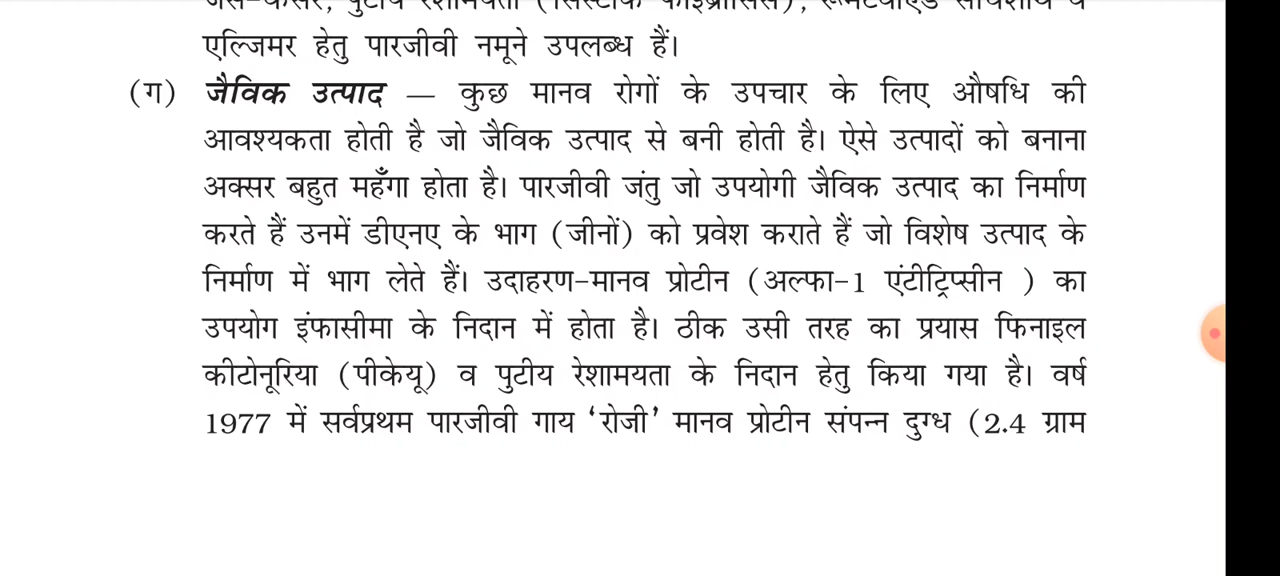 एल्जिमर हेतु पारजीवी नमूने उपलब्ध हैं।
(ग) जैविक उत्पाद — कुछ मानव रोगों के उपचार के लिए औषधि की
आवश्यकता होती है जो जैविक उत्पाद से बनी होती है। ऐसे उत्पादों को बनाना
अक्सर बहुत महँगा होता है। पारजीवी जंतु जो उपयोगी जैविक उत्पाद का निर्माण
करते हैं उनमें डीएनए के भाग (जीनों) को प्रवेश कराते हैं जो विशेष उत्पाद के
निर्माण में भाग लेते हैं। उदाहरण-मानव प्रोटीन (अल्फा-1 एंटीट्रिप्सीन ) का
उपयोग इंफासीमा के निदान में होता है। ठीक उसी तरह का प्रयास फिनाइल
कीटोनूरिया (पीकेयू) व पुटीय रेशामयता के निदान हेतु किया गया है। वर्ष
1977 में सर्वप्रथम पारजीवी गाय ‘रोजी’ मानव प्रोटीन संपन्न दुग्ध (2.4 ग्राम